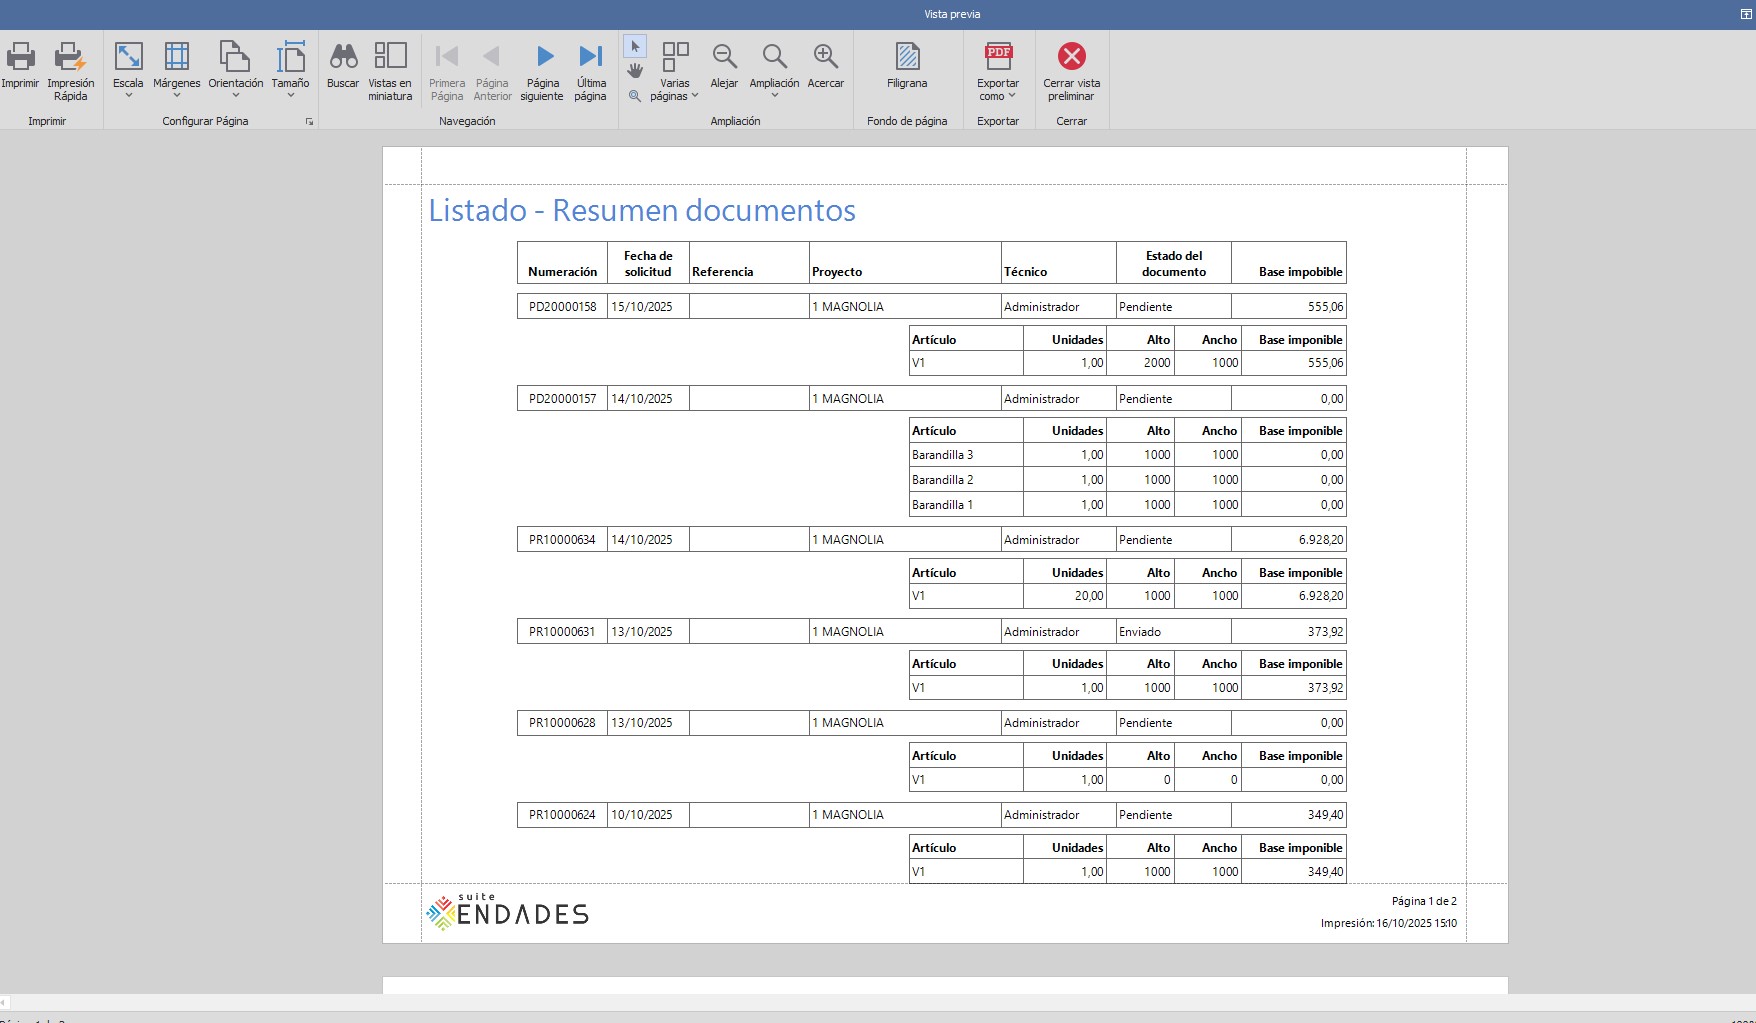 Vista previa
Imprimir
Impresión Rápida
Escala
Márgenes
Orientación
Tamaño
Buscar
Vistas en miniatura
Primera Página
Página Anterior
Página siguiente
Última página
Varias páginas
Alejar
Ampliación
Acercar
Filigrana
PDF
Exportar como
Cerrar vista preliminar
Imprimir
Configurar Página
Navegación
Ampliación
Fondo de página
Exportar
Cerrar
Listado - Resumen documentos
Numeración Fecha de solicitud Referencia Proyecto Técnico Estado del documento Base impobible
PD20000158 15/10/2025 1 MAGNOLIA Administrador Pendiente 555,06
Artículo Unidades Alto Ancho Base imponible
V1 1,00 2000 1000 555,06
PD20000157 14/10/2025 1 MAGNOLIA Administrador Pendiente 0,00
Artículo Unidades Alto Ancho Base imponible
Barandilla 3 1,00 1000 1000 0,00
Barandilla 2 1,00 1000 1000 0,00
Barandilla 1 1,00 1000 1000 0,00
PR10000634 14/10/2025 1 MAGNOLIA Administrador Pendiente 6.928,20
Artículo Unidades Alto Ancho Base imponible
V1 20,00 1000 1000 6.928,20
PR10000631 13/10/2025 1 MAGNOLIA Administrador Enviado 373,92
Artículo Unidades Alto Ancho Base imponible
V1 1,00 1000 1000 373,92
PR10000628 13/10/2025 1 MAGNOLIA Administrador Pendiente 0,00
Artículo Unidades Alto Ancho Base imponible
V1 1,00 0 0 0,00
PR10000624 10/10/2025 1 MAGNOLIA Administrador Pendiente 349,40
Artículo Unidades Alto Ancho Base imponible
V1 1,00 1000 1000 349,40
suite
ENDADES
Página 1 de 2
Impresión: 16/10/2025 15:10